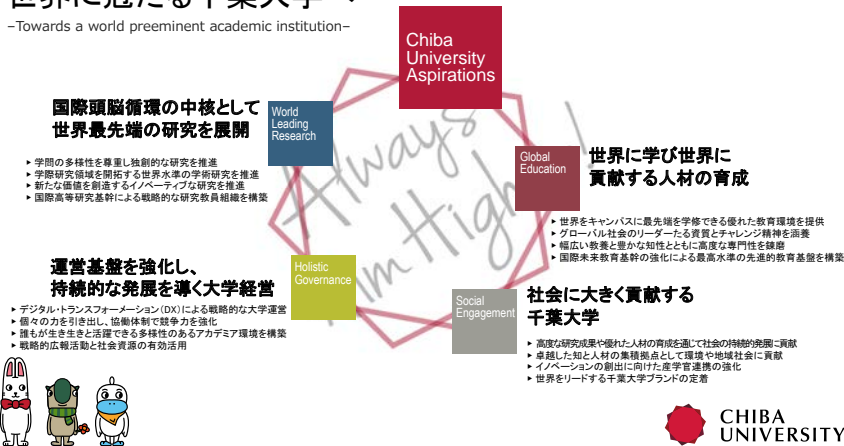 世界に冠たる千葉大学へ
–Towards a world preeminent academic institution–
Chiba
University
Aspirations
Always
Aim High!
国際頭脳循環の中核として
世界最先端の研究を展開
World
Leading
Research
▸ 学問の多様性を尊重し独創的な研究を推進
▸ 学際研究領域を開拓する世界水準の学術研究を推進
▸ 新たな価値を創造するイノベーティブな研究を推進
▸ 国際高等研究基幹による戦略的な研究教員組織を構築
Global
Education
世界に学び世界に
貢献する人材の育成
▸ 世界をキャンパスに最先端を学修できる優れた教育環境を提供
▸ グローバル社会のリーダーたる資質とチャレンジ精神を涵養
▸ 幅広い教養と豊かな知性とともに高度な専門性を錬磨
▸ 国際未来教育基幹の強化による最高水準の先進的教育基盤を構築
運営基盤を強化し、
持続的な発展を導く大学経営
Holistic
Governance
▸ デジタル・トランスフォーメーション(DX)による戦略的な大学運営
▸ 個々の力を引き出し、協働体制で競争力を強化
▸ 誰もが生き生きと活躍できる多様性のあるアカデミア環境を構築
▸ 戦略的広報活動と社会資源の有効活用
Social
Engagement
社会に大きく貢献する
千葉大学
▸ 高度な研究成果や優れた人材の育成を通じて社会の持続的発展に貢献
▸ 卓越した知と人材の集積拠点として環境や地域社会に貢献
▸ イノベーションの創出に向けた産学官連携の強化
▸ 世界をリードする千葉大学ブランドの定着
CHIBA
UNIVERSITY